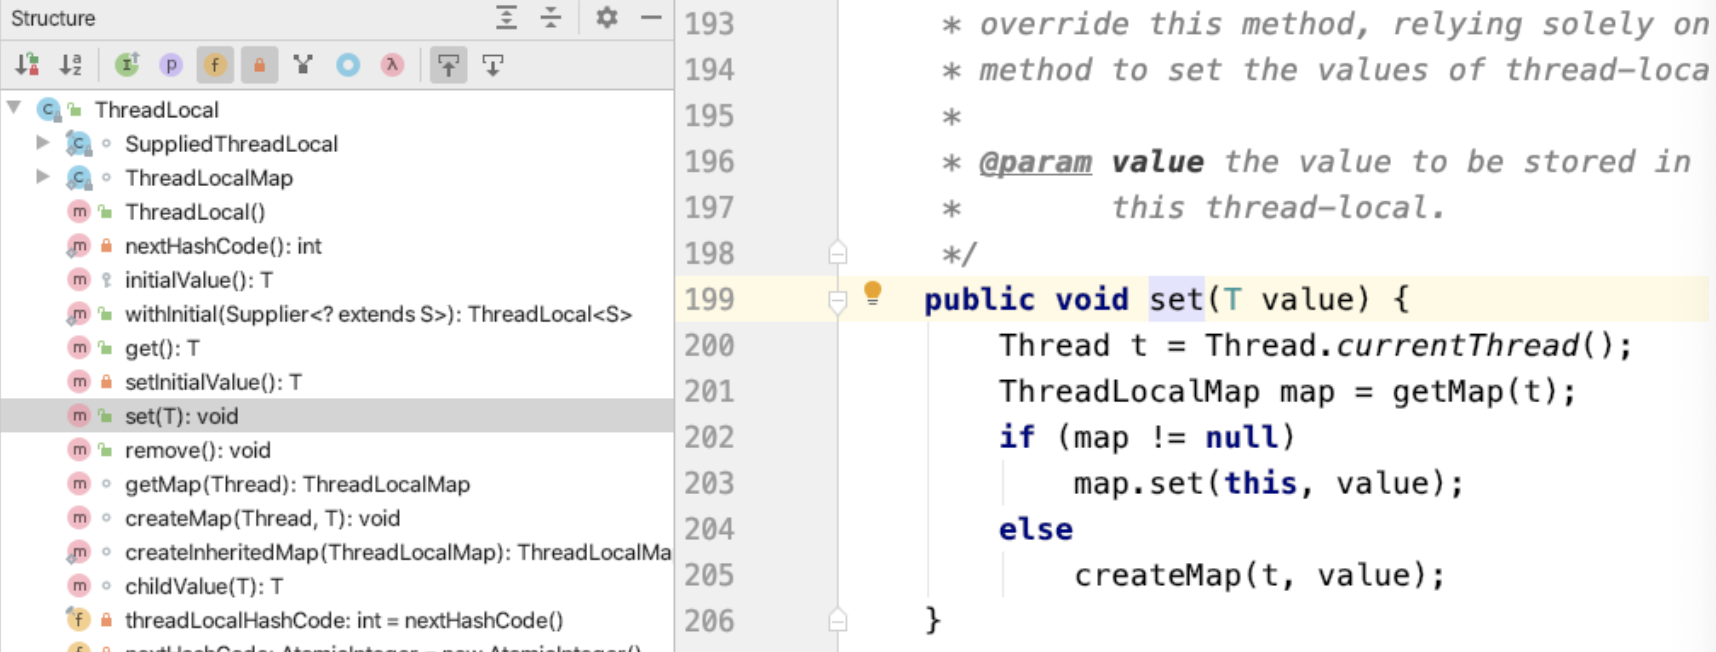 Structure
ThreadLocal
SuppliedThreadLocal
ThreadLocalMap
ThreadLocal()
nextHashCode(): int
initialValue(): T
withInitial(Supplier<? extends S>): ThreadLocal<S>
get(): T
setInitialValue(): T
set(T): void
remove(): void
getMap(Thread): ThreadLocalMap
createMap(Thread, T): void
createInheritedMap(ThreadLocalMap): ThreadLocalMa
childValue(T): T
threadLocalHashCode: int = nextHashCode()
nextHashCode: AtomicInteger = new AtomicInteger()
193 * override this method, relying solely on
194 * method to set the values of thread-loca
195 *
196 * @param value the value to be stored in
197 * this thread-local.
198 */
199 public void set(T value) {
200 Thread t = Thread.currentThread();
201 ThreadLocalMap map = getMap(t);
202 if (map != null)
203 map.set(this, value);
204 else
205 createMap(t, value);
206 }